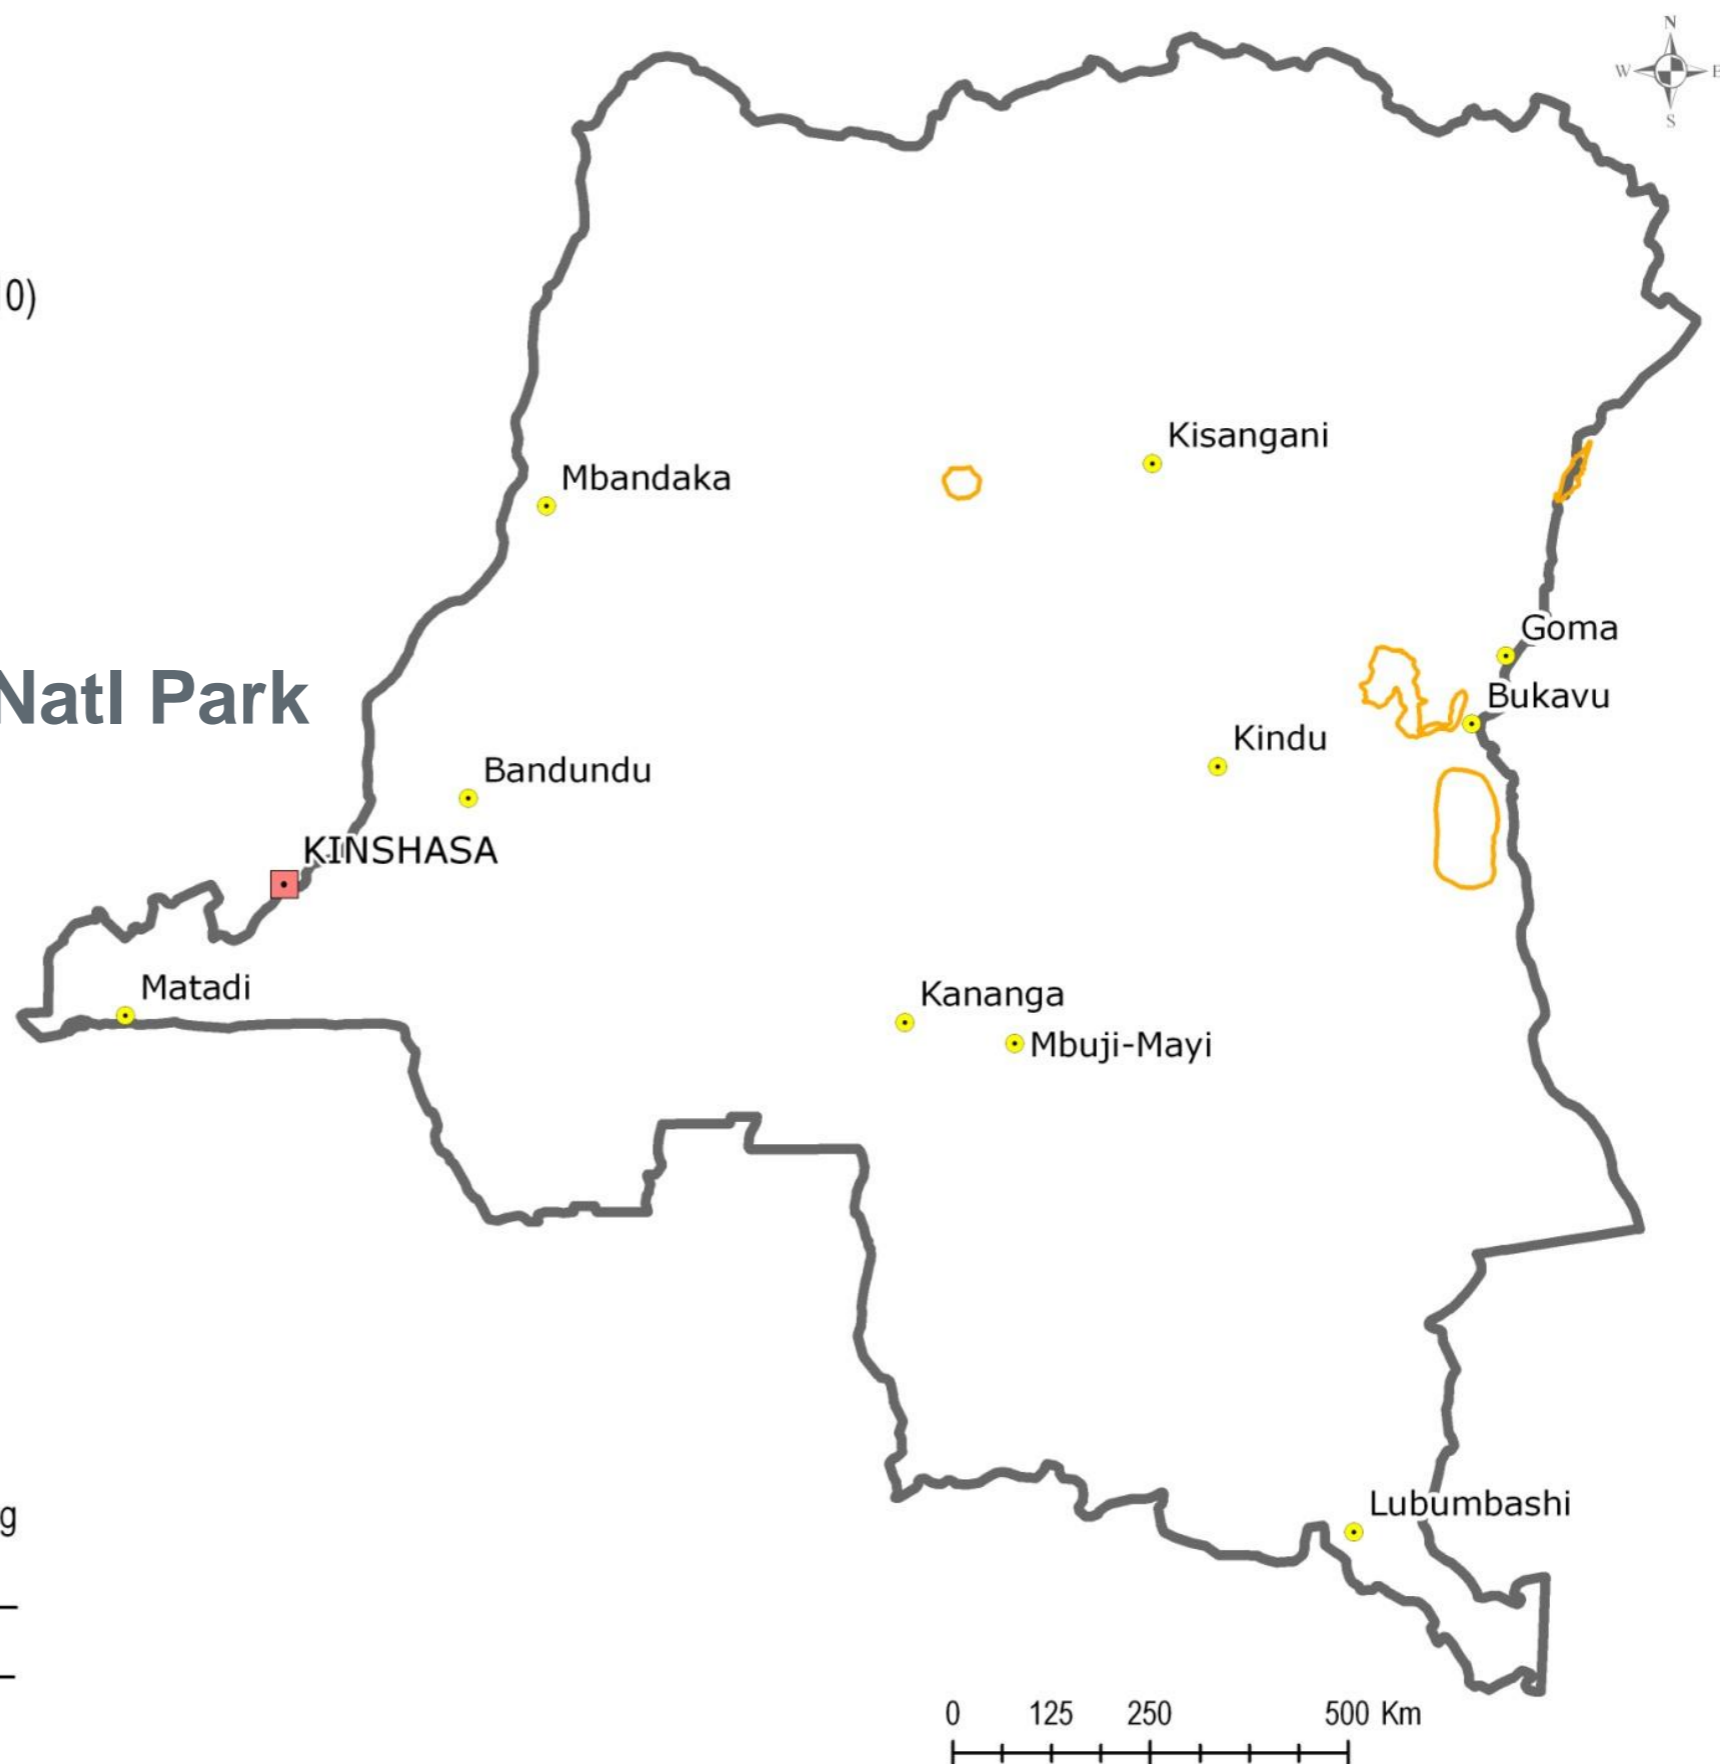 N
W E
S
0)
Kisangani
Mbandaka
Goma
Natl Park
Bukavu
Kindu
Bandundu
KINSHASA
Matadi
Kananga
Mbuji-Mayi
Lubumbashi
g
0 125 250 500 Km